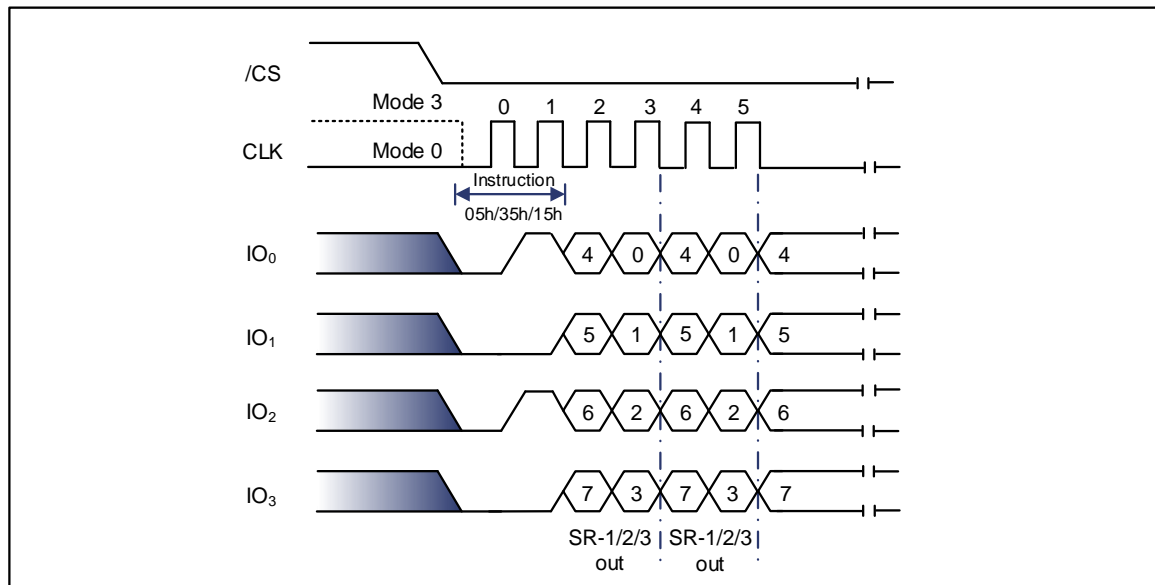 /CS
Mode 3
0 1 2 3 4 5
CLK
Mode 0
Instruction
05h/35h/15h
IO₀
4 0 4 0 4
IO₁
5 1 5 1 5
IO₂
6 2 6 2 6
IO₃
7 3 7 3 7
SR-1/2/3 SR-1/2/3
out out